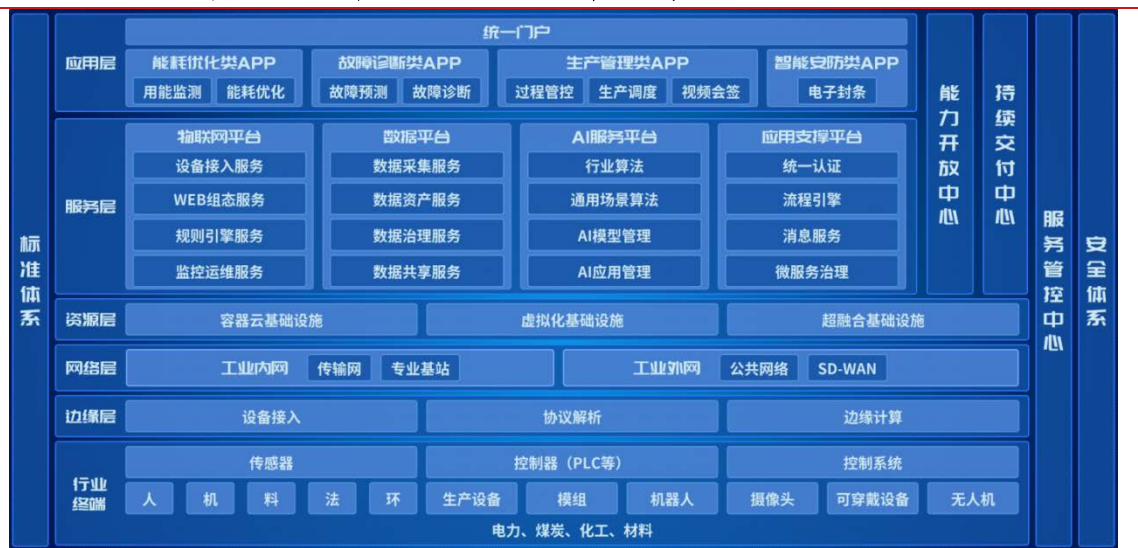 统一门户
应用层
能耗优化类APP
用能监测 能耗优化
故障诊断类APP
故障预测 故障诊断
生产管理类APP
过程管控 生产调度 视频会签
智能安防类APP
电子封条
服务层
物联网平台
设备接入服务
WEB组态服务
规则引擎服务
监控运维服务
数据平台
数据采集服务
数据资产服务
数据治理服务
数据共享服务
AI服务平台
行业算法
通用场景算法
AI模型管理
AI应用管理
应用支撑平台
统一认证
流程引擎
消息服务
微服务治理
资源层
容器云基础设施 虚拟化基础设施 超融合基础设施
网络层
工业内网 传输网 专业基站 工业外网 公共网络 SD-WAN
边缘层
设备接入 协议解析 边缘计算
行业终端
传感器 控制器（PLC等） 控制系统
人 机 料 法 环 生产设备 模组 机器人 摄像头 可穿戴设备 无人机
电力、煤炭、化工、材料
标准体系
能力开放中心
持续交付中心
服务管控中心
安全体系